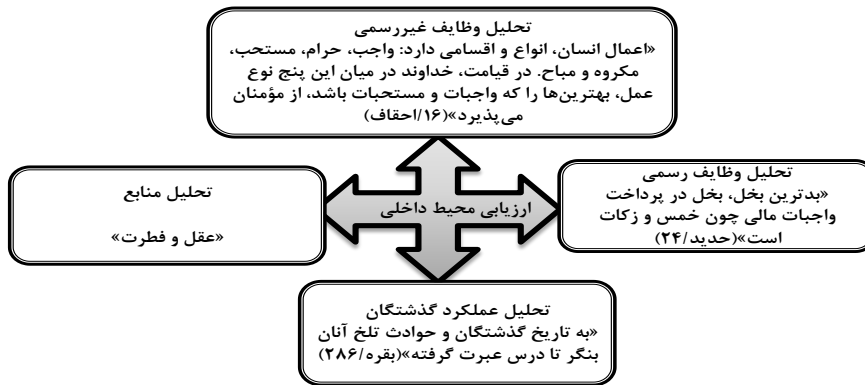 تحلیل وظایف غیررسمی
«اعمال انسان، انواع و اقسامی دارد: واجب، حرام، مستحب،
مکروه و مباح. در قیامت، خداوند در میان این پنج نوع
عمل، بهترین‌ها را که واجبات و مستحبات باشد، از مؤمنان
می‌پذیرد»(۱۶/احقاف)
تحلیل وظایف رسمی
«بدترین بخل، بخل در پرداخت
واجبات مالی چون خمس و زکات
است»(حدید/۲۴)
ارزیابی محیط داخلی
تحلیل منابع
«عقل و فطرت»
تحلیل عملکرد گذشتگان
«به تاریخ گذشتگان و حوادث تلخ آنان
بنگر تا درس عبرت گرفته»(بقره/۲۸۶)